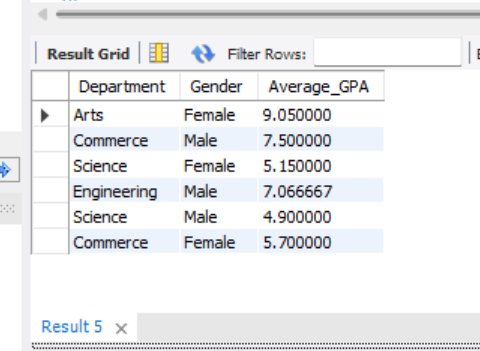 Result Grid Filter Rows:
Department Gender Average_GPA
Arts Female 9.050000
Commerce Male 7.500000
Science Female 5.150000
Engineering Male 7.066667
Science Male 4.900000
Commerce Female 5.700000
Result 5 ×